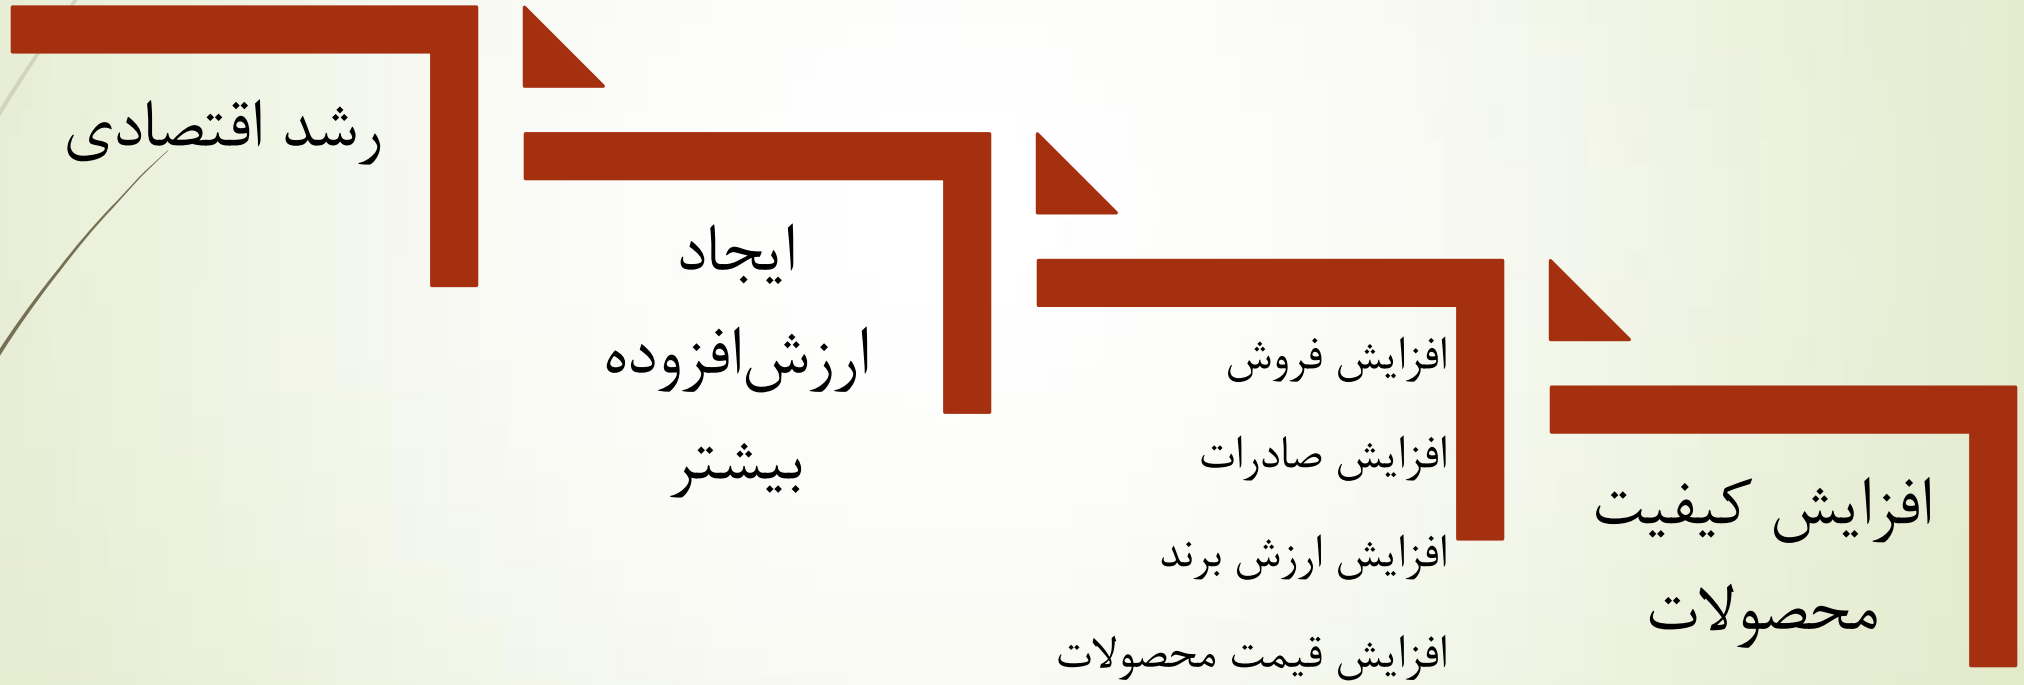 افزایش کیفیت
محصولات
افزایش فروش
افزایش صادرات
افزایش ارزش برند
افزایش قیمت محصولات
ایجاد
ارزش‌افزوده
بیشتر
رشد اقتصادی